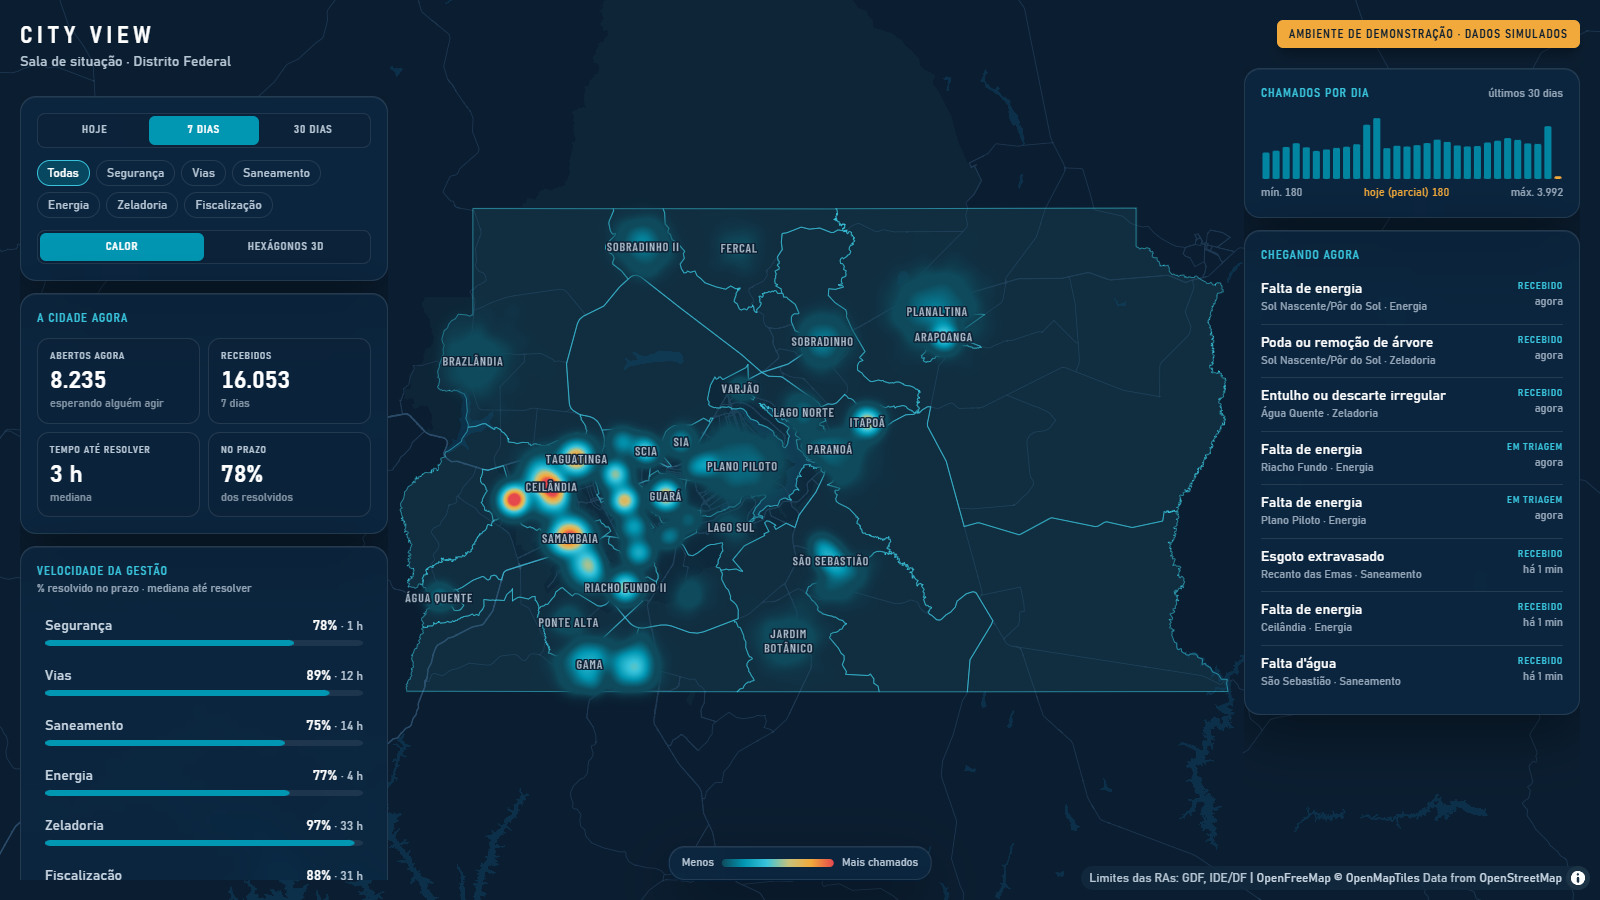 CITY VIEW
Sala de situação · Distrito Federal
AMBIENTE DE DEMONSTRAÇÃO · DADOS SIMULADOS
HOJE
7 DIAS
30 DIAS
Todas
Segurança
Vias
Saneamento
Energia
Zeladoria
Fiscalização
CALOR
HEXÁGONOS 3D
A CIDADE AGORA
ABERTOS AGORA
8.235
esperando alguém agir
RECEBIDOS
16.053
7 dias
TEMPO ATÉ RESOLVER
3 h
mediana
NO PRAZO
78%
dos resolvidos
VELOCIDADE DA GESTÃO
% resolvido no prazo · mediana até resolver
Segurança 78% · 1 h
Vias 89% · 12 h
Saneamento 75% · 14 h
Energia 77% · 4 h
Zeladoria 97% · 33 h
Fiscalização 88% · 31 h
SOBRADINHO II
FERCAL
PLANALTINA
ARAPOANGA
SOBRADINHO
BRAZLÂNDIA
VARJÃO
LAGO NORTE
ITAPOÃ
SIA
SCIA
PARANOÁ
TAGUATINGA
PLANO PILOTO
CEILÂNDIA
GUARÁ
LAGO SUL
SAMAMBAIA
SÃO SEBASTIÃO
RIACHO FUNDO II
ÁGUA QUENTE
PONTE ALTA
JARDIM
BOTÂNICO
GAMA
Menos
Mais chamados
CHAMADOS POR DIA
últimos 30 dias
mín. 180
hoje (parcial) 180
máx. 3.992
CHEGANDO AGORA
Falta de energia RECEBIDO
Sol Nascente/Pôr do Sol · Energia agora
Poda ou remoção de árvore RECEBIDO
Sol Nascente/Pôr do Sol · Zeladoria agora
Entulho ou descarte irregular RECEBIDO
Água Quente · Zeladoria agora
Falta de energia EM TRIAGEM
Riacho Fundo · Energia agora
Falta de energia EM TRIAGEM
Plano Piloto · Energia agora
Esgoto extravasado RECEBIDO
Recanto das Emas · Saneamento há 1 min
Falta de energia RECEBIDO
Ceilândia · Energia há 1 min
Falta d'água RECEBIDO
São Sebastião · Saneamento há 1 min
Limites das RAs: GDF, IDE/DF | OpenFreeMap © OpenMapTiles Data from OpenStreetMap